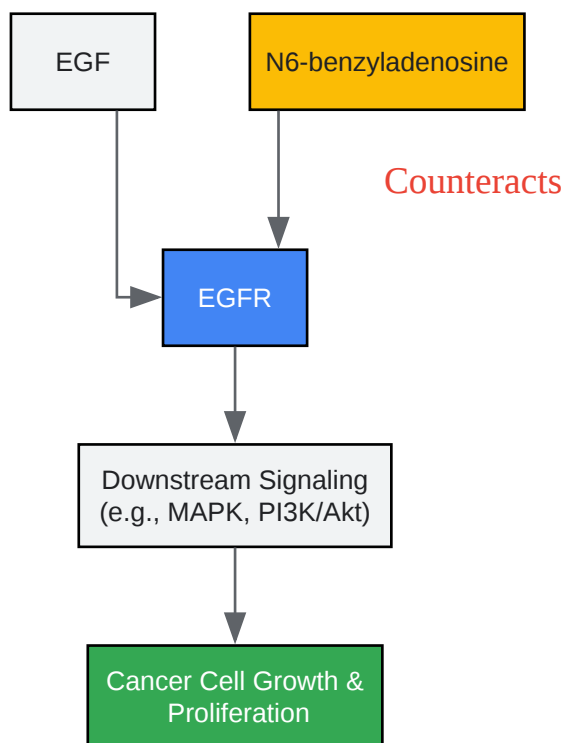 EGF
N6-benzyladenosine
Counteracts
EGFR
Downstream Signaling
(e.g., MAPK, PI3K/Akt)
Cancer Cell Growth &
Proliferation